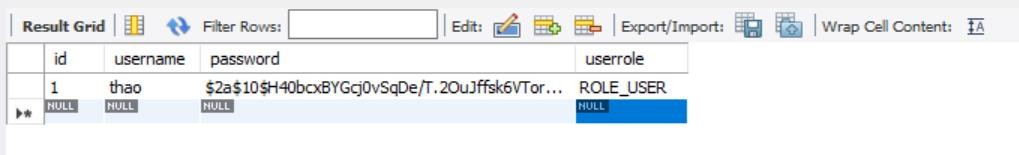 Result Grid Filter Rows: Edit: Export/Import: Wrap Cell Content: IA
id username password userrole
1 thao $2a$10$H40bcxBYGcj0vSqDe/T.2OuJffsk6VTor... ROLE_USER
NULL NULL NULL NULL